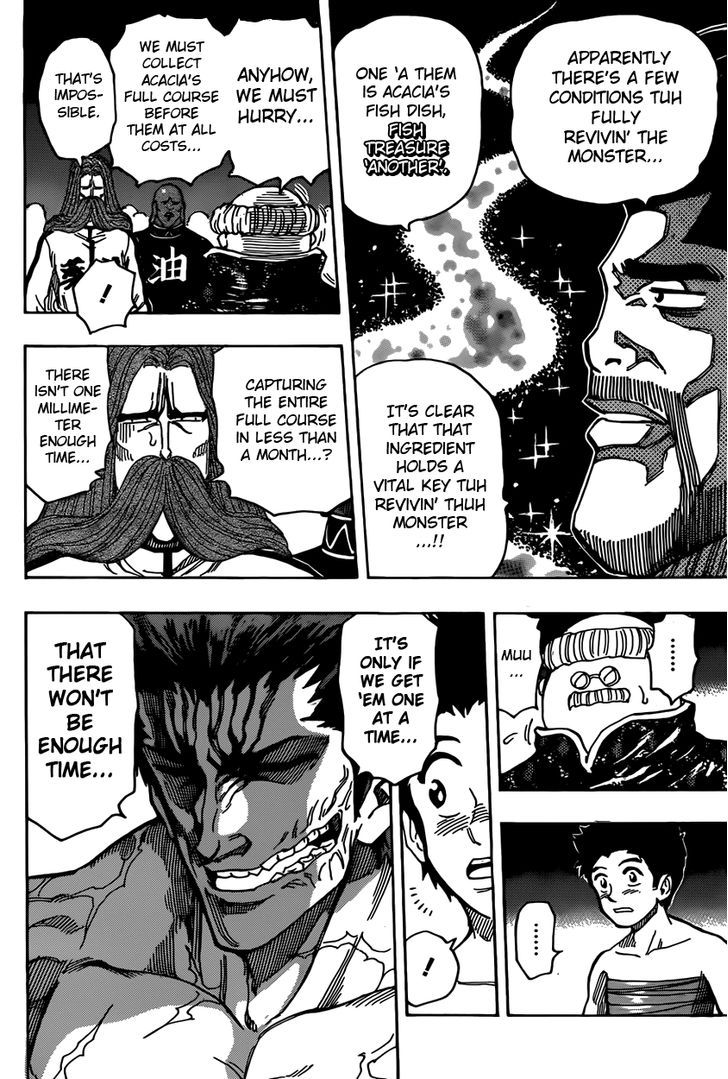 APPARENTLY
THERE'S A FEW
CONDITIONS TUH
FULLY
REVIVIN' THE
MONSTER...
ONE 'A THEM
IS ACACIA'S
FISH DISH,
FISH
TREASURE
'ANOTHER'.
IT'S CLEAR
THAT THAT
INGREDIENT
HOLDS A
VITAL KEY TUH
REVIVIN' THUH
MONSTER
...!!
ANYHOW,
WE MUST
HURRY...
WE MUST
COLLECT
ACACIA'S
FULL COURSE
BEFORE
THEM AT ALL
COSTS...
THAT'S
IMPOS-
SIBLE.
油
!
CAPTURING
THE ENTIRE
FULL COURSE
IN LESS THAN
A MONTH...?
THERE
ISN'T ONE
MILLIME-
TER
ENOUGH
TIME...
......
MUU
...
......
!
IT'S
ONLY IF
WE GET
'EM ONE
AT A
TIME...
THAT
THERE
WON'T
BE
ENOUGH
TIME...